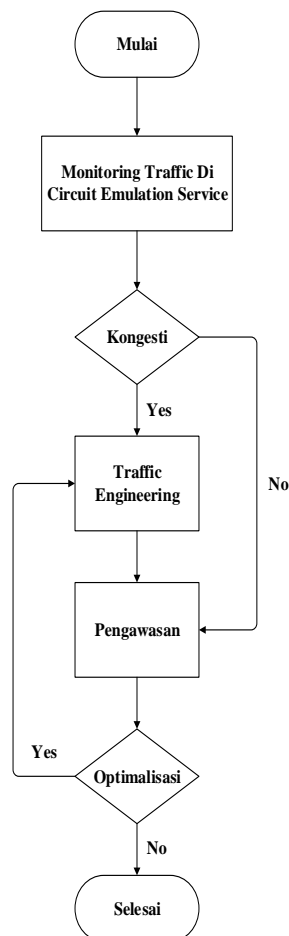 Mulai
Monitoring Traffic Di
Circuit Emulation Service
Kongesti
Yes
No
Traffic
Engineering
Pengawasan
Yes
Optimalisasi
No
Selesai